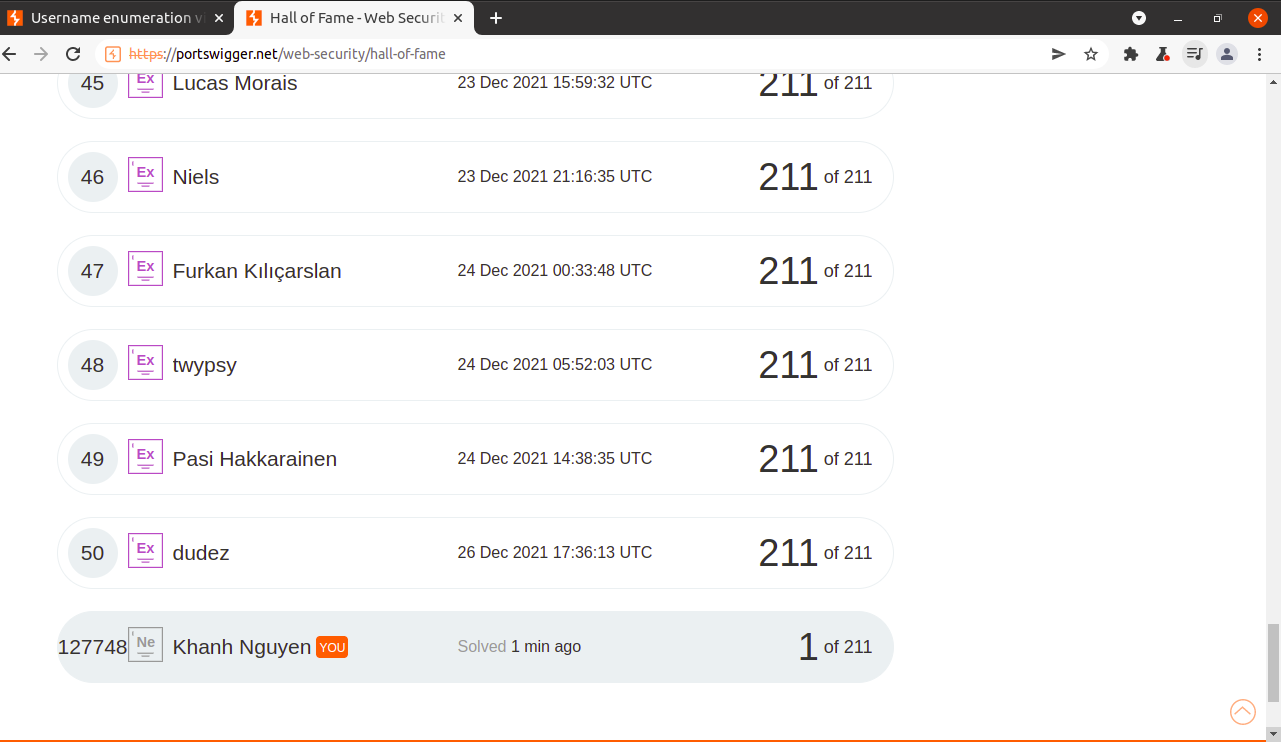 Username enumeration v
Hall of Fame - Web Securit
https://portswigger.net/web-security/hall-of-fame
45 Ex Lucas Morais 23 Dec 2021 15:59:32 UTC 211 of 211
46 Ex Niels 23 Dec 2021 21:16:35 UTC 211 of 211
47 Ex Furkan Kılıçarslan 24 Dec 2021 00:33:48 UTC 211 of 211
48 Ex twypsy 24 Dec 2021 05:52:03 UTC 211 of 211
49 Ex Pasi Hakkarainen 24 Dec 2021 14:38:35 UTC 211 of 211
50 Ex dudez 26 Dec 2021 17:36:13 UTC 211 of 211
127748 Ne Khanh Nguyen YOU Solved 1 min ago 1 of 211